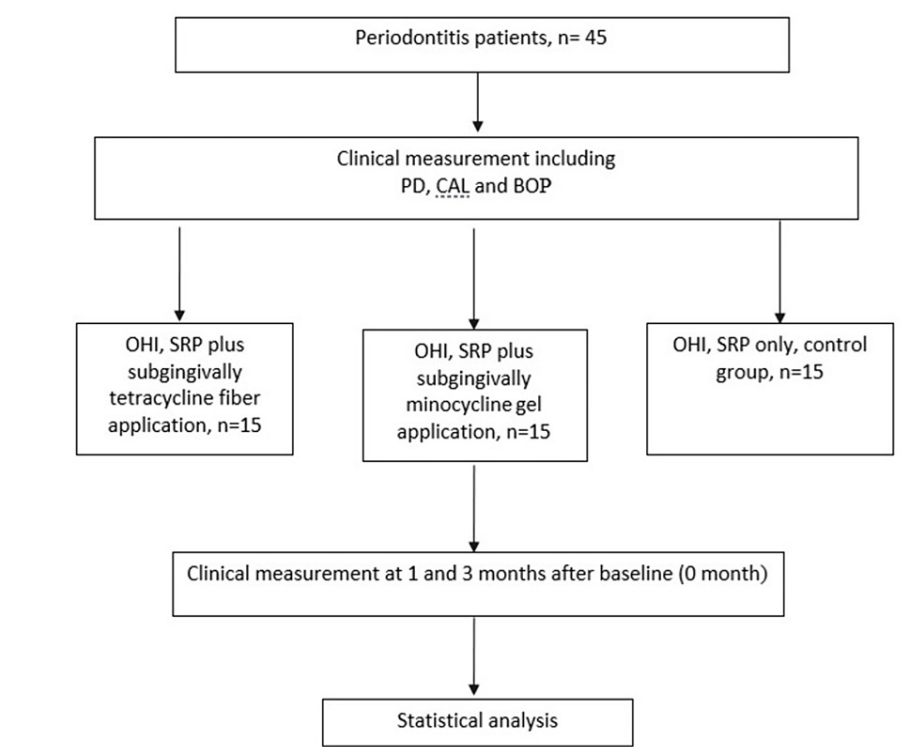 Periodontitis patients, n= 45
Clinical measurement including
PD, CAL and BOP
OHI, SRP plus
subgingivally
tetracycline fiber
application, n=15
OHI, SRP plus
subgingivally
minocycline gel
application, n=15
OHI, SRP only, control
group, n=15
Clinical measurement at 1 and 3 months after baseline (0 month)
Statistical analysis